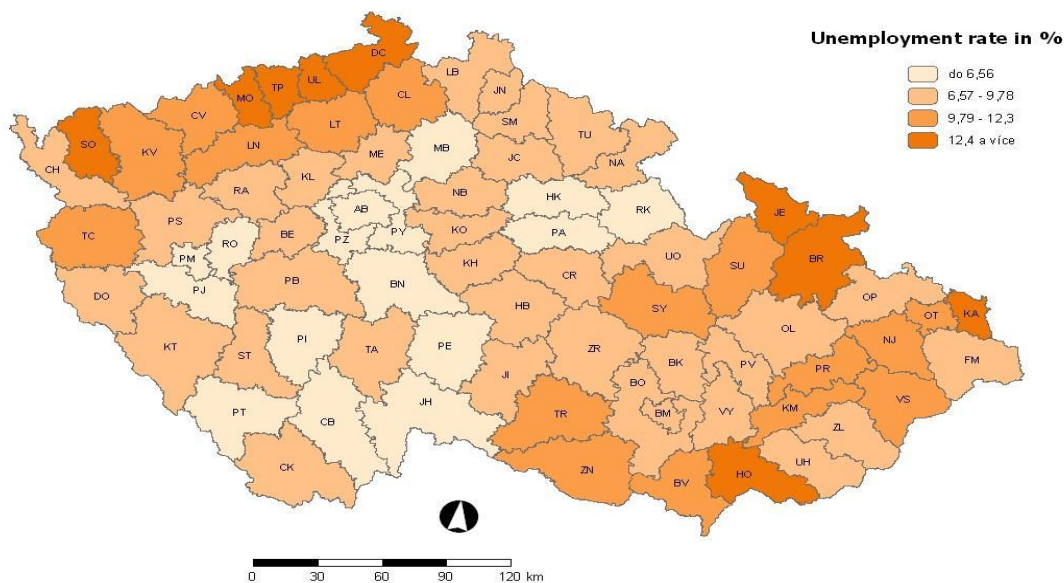 Unemployment rate in %
do 6,56
6,57 - 9,78
9,79 - 12,3
12,4 a více
DC
LB
JN
UL
TP
MO
CL
SM
CV
LT
TU
SO
KV
LN
MB
JC
NA
CH
ME
KL
RA
NB
HK
RK
JE
AB
PS
TC
RO
BE
PZ
PY
KO
PA
PM
UO
SU
BR
KH
CR
PJ
PB
BN
DO
HB
SY
OP
OT
KA
OL
KT
ST
PI
TA
PE
ZR
NJ
FM
JI
BO
BK
PV
PR
PT
JH
TR
BM
VY
KM
VS
CB
ZL
CK
ZN
BV
HO
UH
0 30 60 90 120 km